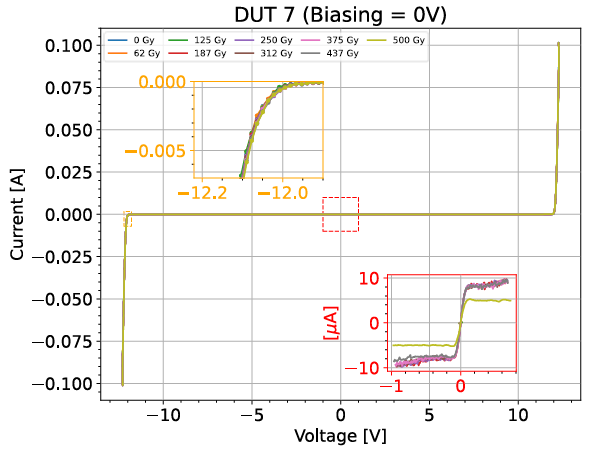 DUT 7 (Biasing = 0V)
0 Gy 125 Gy 250 Gy 375 Gy 500 Gy
62 Gy 187 Gy 312 Gy 437 Gy
0.100
0.075
0.050
0.025
0.000
−0.025
−0.050
−0.075
−0.100
Current [A]
0.000
−0.005
−12.2 −12.0
10
0
−10
[μA]
−1 0
−10 −5 0 5 10
Voltage [V]